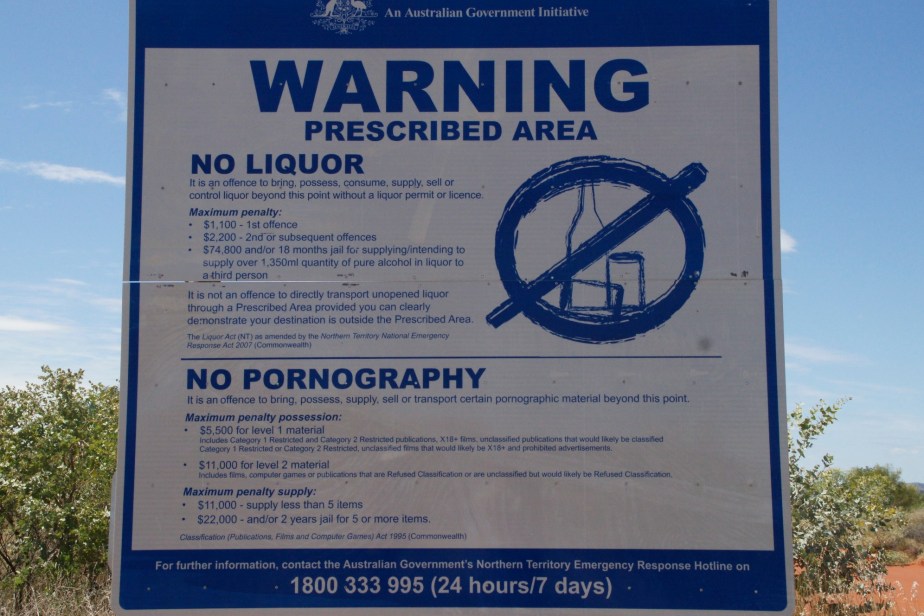 An Australian Government Initiative
WARNING
PRESCRIBED AREA
NO LIQUOR
It is an offence to bring, possess, consume, supply, sell or
control liquor beyond this point without a liquor permit or licence.
Maximum penalty:
• $1,100 - 1st offence
• $2,200 - 2nd or subsequent offences
• $74,800 and/or 18 months jail for supplying/intending to
supply over 1,350ml quantity of pure alcohol in liquor to
a third person
It is not an offence to directly transport unopened liquor
through a Prescribed Area provided you can clearly
demonstrate your destination is outside the Prescribed Area.
The Liquor Act (NT) as amended by the Northern Territory National Emergency
Response Act 2007 (Commonwealth)
NO PORNOGRAPHY
It is an offence to bring, possess, supply, sell or transport certain pornographic material beyond this point.
Maximum penalty possession:
• $5,500 for level 1 material
Includes Category 1 Restricted and Category 2 Restricted publications, X18+ films, unclassified publications that would likely be classified
Category 1 Restricted or Category 2 Restricted, unclassified films that would likely be X18+ and prohibited advertisements.
• $11,000 for level 2 material
Includes films, computer games or publications that are Refused Classification or are unclassified but would likely be Refused Classification.
Maximum penalty supply:
• $11,000 - supply less than 5 items
• $22,000 - and/or 2 years jail for 5 or more items.
Classification (Publications, Films and Computer Games) Act 1995 (Commonwealth)
For further information, contact the Australian Government's Northern Territory Emergency Response Hotline on
1800 333 995 (24 hours/7 days)